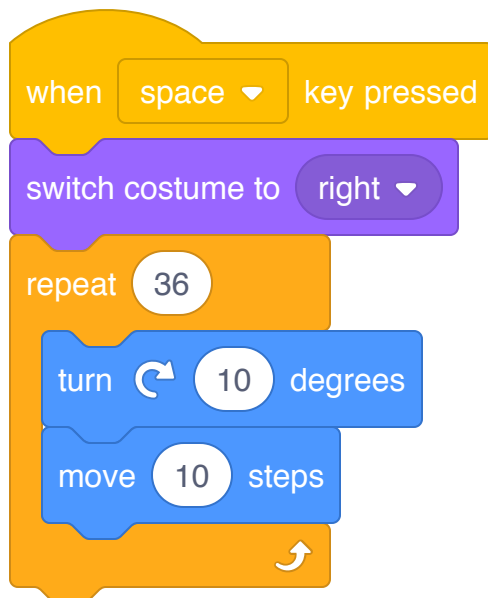 when space key pressed
switch costume to right
repeat 36
turn 10 degrees
move 10 steps